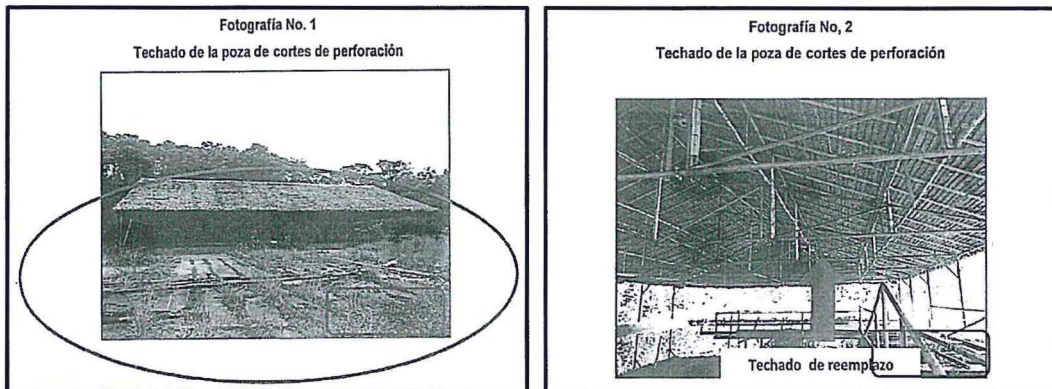 Fotografía No. 1
Techado de la poza de cortes de perforación
Fotografía No, 2
Techado de la poza de cortes de perforación
Techado de reemplazo